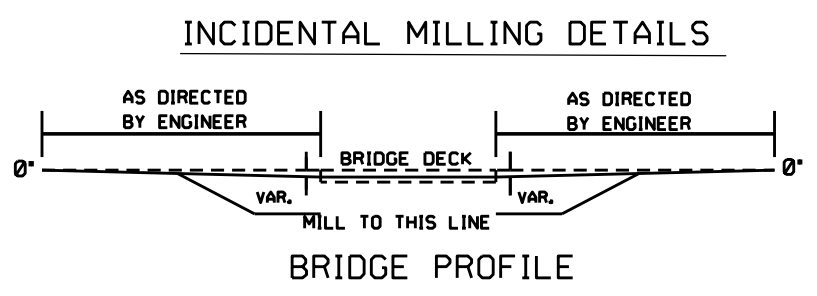 INCIDENTAL MILLING DETAILS
AS DIRECTED
BY ENGINEER
AS DIRECTED
BY ENGINEER
0"
BRIDGE DECK
0"
VAR.
VAR.
MILL TO THIS LINE
BRIDGE PROFILE